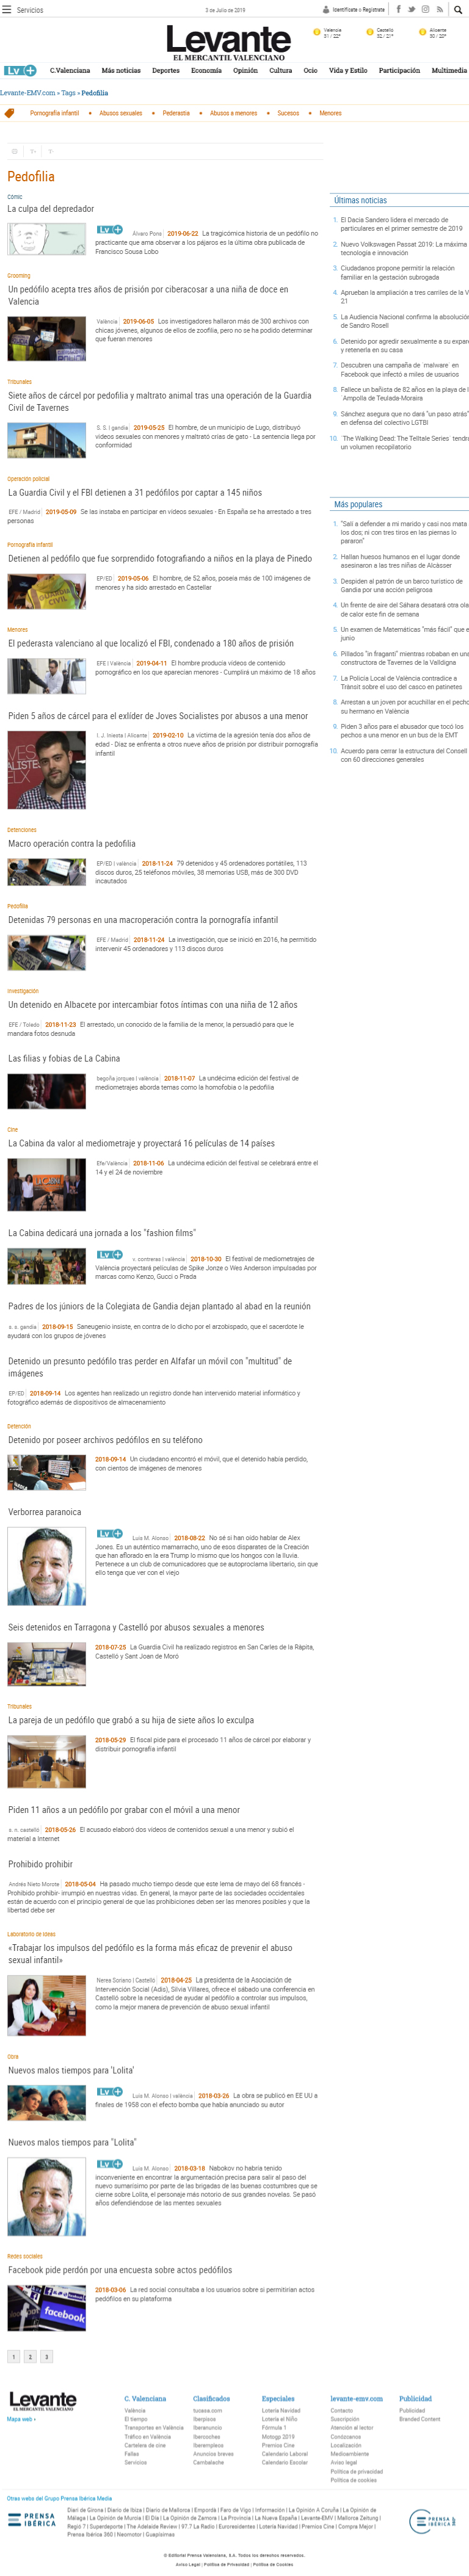 Servicios
3 de Julio de 2019
Identifícate o Regístrate
Levante
EL MERCANTIL VALENCIANO
Valencia
31 / 22º
Castelló
32 / 21º
Alicante
30 / 20º
Lv+
C.Valenciana Más noticias Deportes Economía Opinión Cultura Ocio Vida y Estilo Participación Multimedia
Levante-EMV.com » Tags » Pedofilia
Pornografía infantil • Abusos sexuales • Pederastia • Abusos a menores • Sucesos • Menores
Pedofilia
Cómic
La culpa del depredador
Lv+ Álvaro Pons 2019-06-22 La tragicómica historia de un pedófilo no
practicante que ama observar a los pájaros es la última obra publicada de
Francisco Sousa Lobo
Grooming
Un pedófilo acepta tres años de prisión por ciberacosar a una niña de doce en
Valencia
València 2019-06-05 Los investigadores hallaron más de 300 archivos con
chicas jóvenes, algunos de ellos de zoofilia, pero no se ha podido determinar
que fueran menores
Tribunales
Siete años de cárcel por pedofilia y maltrato animal tras una operación de la Guardia
Civil de Tavernes
S. S. | gandia 2019-05-25 El hombre, de un municipio de Lugo, distribuyó
vídeos sexuales con menores y maltrató crías de gato - La sentencia llega por
conformidad
Operación policial
La Guardia Civil y el FBI detienen a 31 pedófilos por captar a 145 niños
EFE / Madrid 2019-05-09 Se les instaba en participar en vídeos sexuales - En España se ha arrestado a tres
personas
Pornografía infantil
Detienen al pedófilo que fue sorprendido fotografiando a niños en la playa de Pinedo
EP/ED 2019-05-06 El hombre, de 52 años, poseía más de 100 imágenes de
menores y ha sido arrestado en Castellar
Menores
El pederasta valenciano al que localizó el FBI, condenado a 180 años de prisión
EFE | València 2019-04-11 El hombre producía vídeos de contenido
pornográfico en los que aparecían menores - Cumplirá un máximo de 18 años
Piden 5 años de cárcel para el exlíder de Joves Socialistes por abusos a una menor
I. J. Iniesta | Alicante 2019-02-10 La víctima de la agresión tenía dos años de
edad - Díaz se enfrenta a otros nueve años de prisión por distribuir pornografía
infantil
Detenciones
Macro operación contra la pedofilia
EP/ED | valència 2018-11-24 79 detenidos y 45 ordenadores portátiles, 113
discos duros, 25 teléfonos móviles, 38 memorias USB, más de 300 DVD
incautados
Pedofilia
Detenidas 79 personas en una macroperación contra la pornografía infantil
EFE / Madrid 2018-11-24 La investigación, que se inició en 2016, ha permitido
intervenir 45 ordenadores y 113 discos duros
Investigación
Un detenido en Albacete por intercambiar fotos íntimas con una niña de 12 años
EFE / Toledo 2018-11-23 El arrestado, un conocido de la familia de la menor, la persuadió para que le
mandara fotos desnuda
Las filias y fobias de La Cabina
begoña jorques | valència 2018-11-07 La undécima edición del festival de
mediometrajes aborda temas como la homofobia o la pedofilia
Cine
La Cabina da valor al mediometraje y proyectará 16 películas de 14 países
Efe/València 2018-11-06 La undécima edición del festival se celebrará entre el
14 y el 24 de noviembre
La Cabina dedicará una jornada a los "fashion films"
Lv+ v. contreras | valència 2018-10-30 El festival de mediometrajes de
València proyectará películas de Spike Jonze o Wes Anderson impulsadas por
marcas como Kenzo, Gucci o Prada
Padres de los júniors de la Colegiata de Gandia dejan plantado al abad en la reunión
s. s. gandia 2018-09-15 Saneugenio insiste, en contra de lo dicho por el arzobispado, que el sacerdote le
ayudará con los grupos de jóvenes
Detenido un presunto pedófilo tras perder en Alfafar un móvil con "multitud" de
imágenes
EP/ED 2018-09-14 Los agentes han realizado un registro donde han intervenido material informático y
fotográfico además de dispositivos de almacenamiento
Detención
Detenido por poseer archivos pedófilos en su teléfono
2018-09-14 Un ciudadano encontró el móvil, que el detenido había perdido,
con cientos de imágenes de menores
Verborrea paranoica
Lv+ Luis M. Alonso 2018-08-22 No sé si han oído hablar de Alex
Jones. Es un auténtico mamarracho, uno de esos disparates de la Creación
que han aflorado en la era Trump lo mismo que los hongos con la lluvia.
Pertenece a un club de comunicadores que se autoproclama libertario, sin que
ello tenga que ver con el viejo
Seis detenidos en Tarragona y Castelló por abusos sexuales a menores
2018-07-25 La Guardia Civil ha realizado registros en San Carles de la Ràpita,
Castelló y Sant Joan de Moró
Tribunales
La pareja de un pedófilo que grabó a su hija de siete años lo exculpa
2018-05-29 El fiscal pide para el procesado 11 años de cárcel por elaborar y
distribuir pornografía infantil
Piden 11 años a un pedófilo por grabar con el móvil a una menor
s. n. castelló 2018-05-26 El acusado elaboró dos vídeos de contenidos sexual a una menor y subió el
material a Internet
Prohibido prohibir
Andrés Nieto Morote 2018-05-04 Ha pasado mucho tiempo desde que este lema de mayo del 68 francés -
Prohibido prohibir- irrumpió en nuestras vidas. En general, la mayor parte de las sociedades occidentales
están de acuerdo con el principio general de que las prohibiciones deben ser las menores posibles y que la
libertad debe ser
Laboratorio de ideas
«Trabajar los impulsos del pedófilo es la forma más eficaz de prevenir el abuso
sexual infantil»
Nerea Soriano | Castelló 2018-04-25 La presidenta de la Asociación de
Intervención Social (Adis), Silvia Villares, ofrece el sábado una conferencia en
Castelló sobre la necesidad de ayudar al pedófilo a controlar sus impulsos,
como la mejor manera de prevención de abuso sexual infantil
Obra
Nuevos malos tiempos para 'Lolita'
Lv+ Luis M. Alonso | valència 2018-03-26 La obra se publicó en EE UU a
finales de 1958 con el efecto bomba que había anunciado su autor
Nuevos malos tiempos para "Lolita"
Lv+ Luis M. Alonso 2018-03-18 Nabokov no habría tenido
inconveniente en encontrar la argumentación precisa para salir al paso del
nuevo sumarísimo por parte de las brigadas de las buenas costumbres que se
cierne sobre Lolita, el personaje más notorio de sus grandes novelas. Se pasó
años defendiéndose de las mentes sexuales
Redes sociales
Facebook pide perdón por una encuesta sobre actos pedófilos
2018-03-06 La red social consultaba a los usuarios sobre si permitirían actos
pedófilos en su plataforma
1 2 3
Últimas noticias
1. El Dacia Sandero lidera el mercado de
particulares en el primer semestre de 2019
2. Nuevo Volkswagen Passat 2019: La máxima
tecnología e innovación
3. Ciudadanos propone permitir la relación
familiar en la gestación subrogada
4. Aprueban la ampliación a tres carriles de la V
21
5. La Audiencia Nacional confirma la absolución
de Sandro Rosell
6. Detenido por agredir sexualmente a su expareja
y retenerla en su casa
7. Descubren una campaña de `malware` en
Facebook que infectó a miles de usuarios
8. Fallece un bañista de 82 años en la playa de l
´Ampolla de Teulada-Moraira
9. Sánchez asegura que no dará "un paso atrás"
en defensa del colectivo LGTBI
10. `The Walking Dead: The Telltale Series` tendrá
un volumen recopilatorio
Más populares
1. "Salí a defender a mi marido y casi nos mata
los dos; ni con tres tiros en las piernas lo
pararon"
2. Hallan huesos humanos en el lugar donde
asesinaron a las tres niñas de Alcàsser
3. Despiden al patrón de un barco turístico de
Gandia por una acción peligrosa
4. Un frente de aire del Sáhara desatará otra ola
de calor este fin de semana
5. Un examen de Matemáticas "más fácil" que e
junio
6. Pillados "in fraganti" mientras robaban en una
constructora de Tavernes de la Valldigna
7. La Policía Local de València contradice a
Trànsit sobre el uso del casco en patinetes
8. Arrestan a un joven por acuchillar en el pecho
su hermano en València
9. Piden 3 años para el abusador que tocó los
pechos a una menor en un bus de la EMT
10. Acuerdo para cerrar la estructura del Consell
con 60 direcciones generales
Levante
EL MERCANTIL VALENCIANO
Mapa web »
C. Valenciana
València
El tiempo
Transportes en València
Tráfico en València
Cartelera de cine
Fallas
Servicios
Clasificados
tucasa.com
Iberpisos
Iberanuncio
Ibercoches
Iberempleos
Anuncios breves
Cambalache
Especiales
Lotería Navidad
Lotería el Niño
Fórmula 1
Motogp 2019
Premios Cine
Calendario Laboral
Calendario Escolar
levante-emv.com
Contacto
Suscripción
Atención al lector
Conózcanos
Localización
Medioambiente
Aviso legal
Política de privacidad
Política de cookies
Publicidad
Publicidad
Branded Content
Otras webs del Grupo Prensa Ibérica Media
PRENSA
IBÉRICA
Diari de Girona | Diario de Ibiza | Diario de Mallorca | Empordà | Faro de Vigo | Información | La Opinión A Coruña | La Opinión de
Málaga | La Opinión de Murcia | El Día | La Opinión de Zamora | La Provincia | La Nueva España | Levante-EMV | Mallorca Zeitung |
Regió 7 | Superdeporte | The Adelaide Review | 97.7 La Radio | Euroresidentes | Lotería Navidad | Premios Cine | Compra Mejor |
Prensa Ibérica 360 | Neomotor | Guapísimas
© Editorial Prensa Valenciana, S.A. Todos los derechos reservados.
Aviso Legal | Política de Privacidad | Política de Cookies